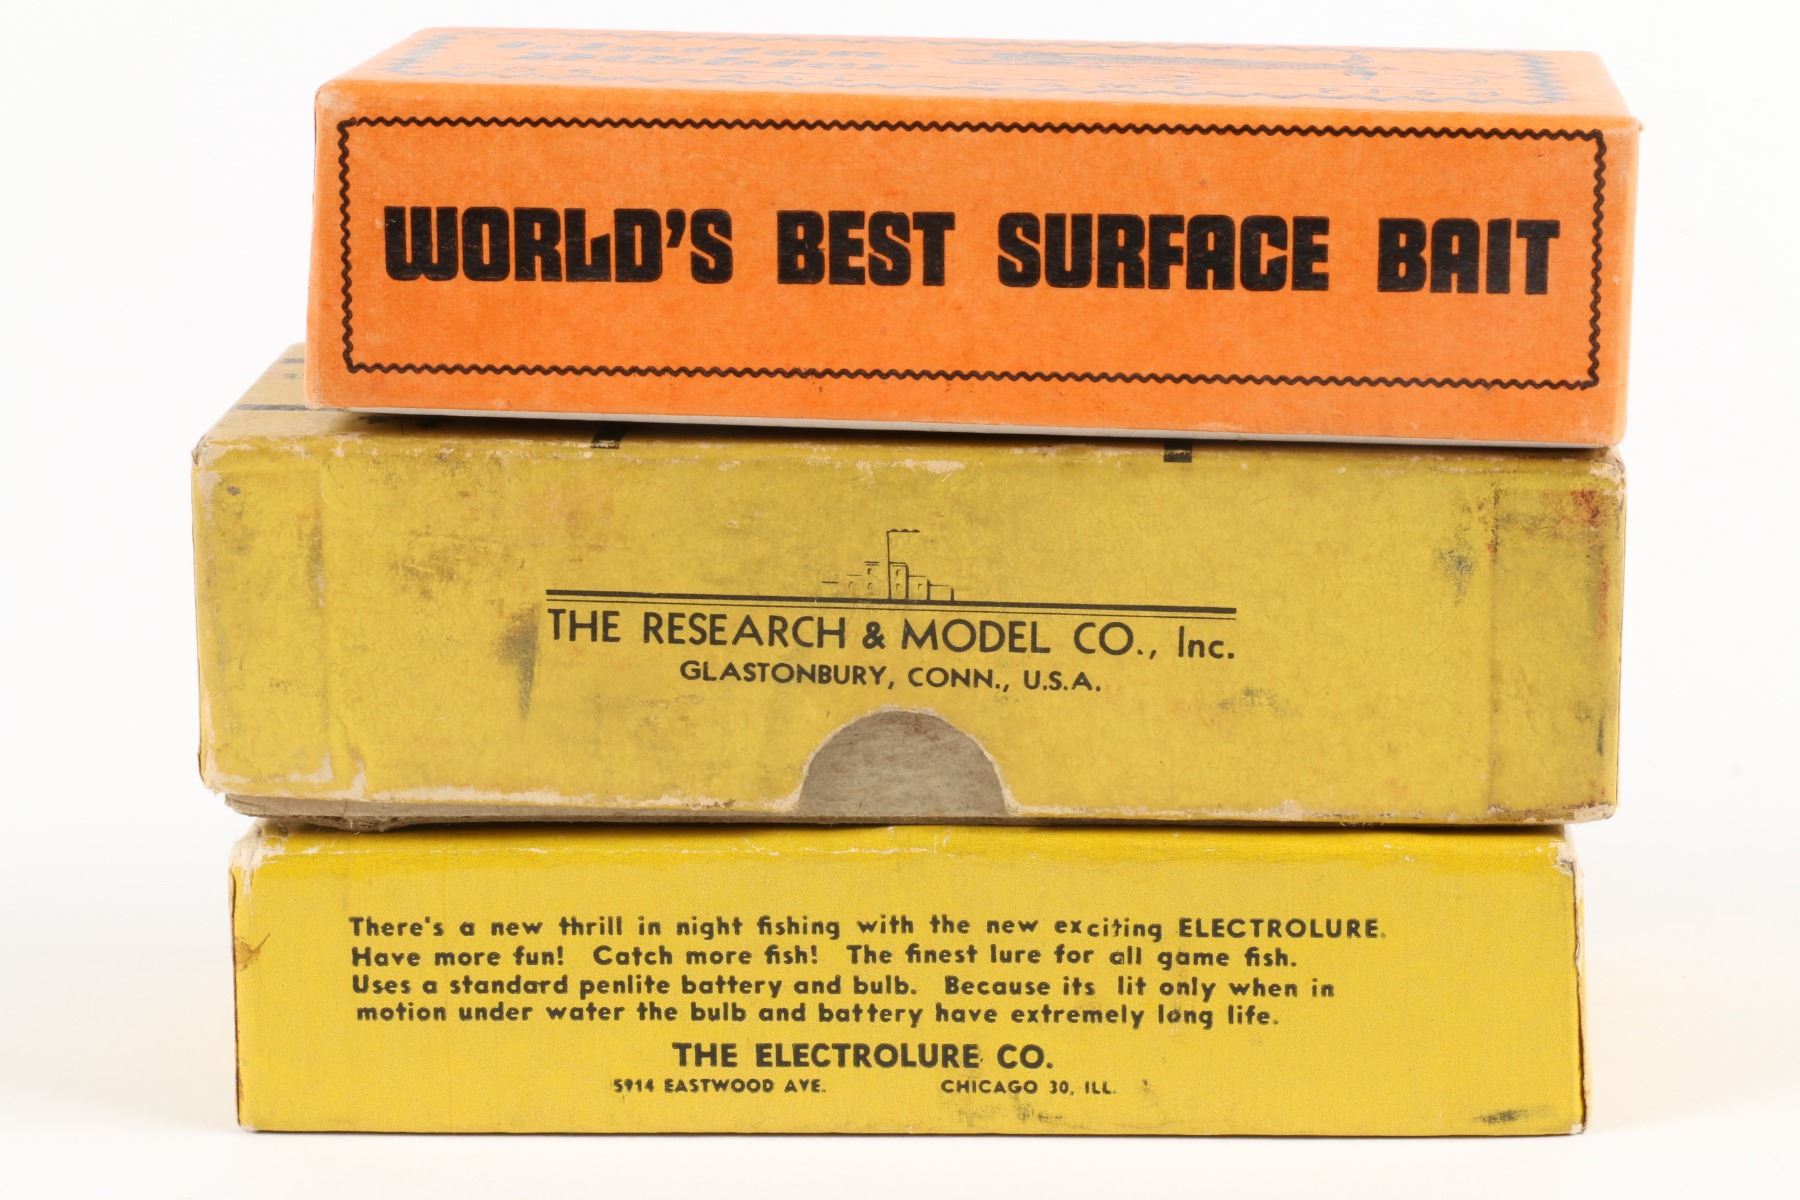 WORLD'S BEST SURFACE BAIT
THE RESEARCH & MODEL CO., Inc.
GLASTONBURY, CONN., U.S.A.
There's a new thrill in night fishing with the new exciting ELECTROLURE.
Have more fun! Catch more fish! The finest lure for all game fish.
Uses a standard penlite battery and bulb. Because its lit only when in
motion under water the bulb and battery have extremely long life.
THE ELECTROLURE CO.
5914 EASTWOOD AVE. CHICAGO 30, ILL.